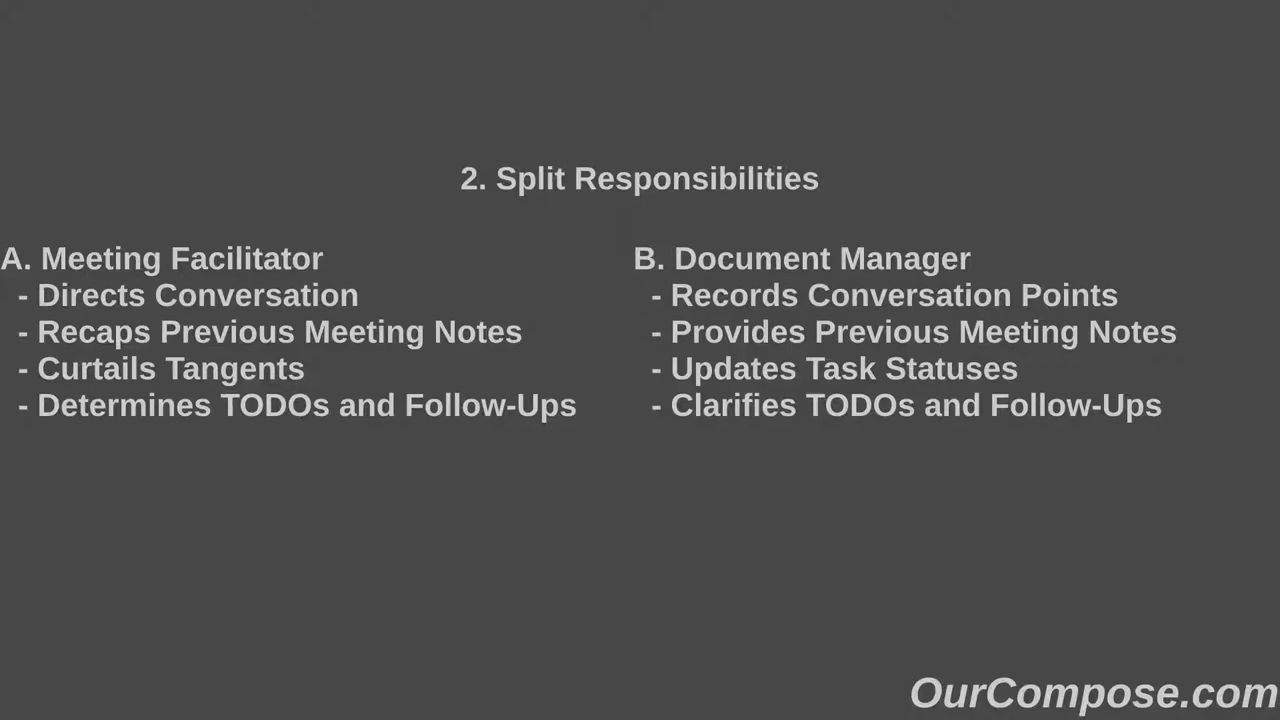 2. Split Responsibilities
A. Meeting Facilitator
- Directs Conversation
- Recaps Previous Meeting Notes
- Curtails Tangents
- Determines TODOs and Follow-Ups
B. Document Manager
- Records Conversation Points
- Provides Previous Meeting Notes
- Updates Task Statuses
- Clarifies TODOs and Follow-Ups
OurCompose.com